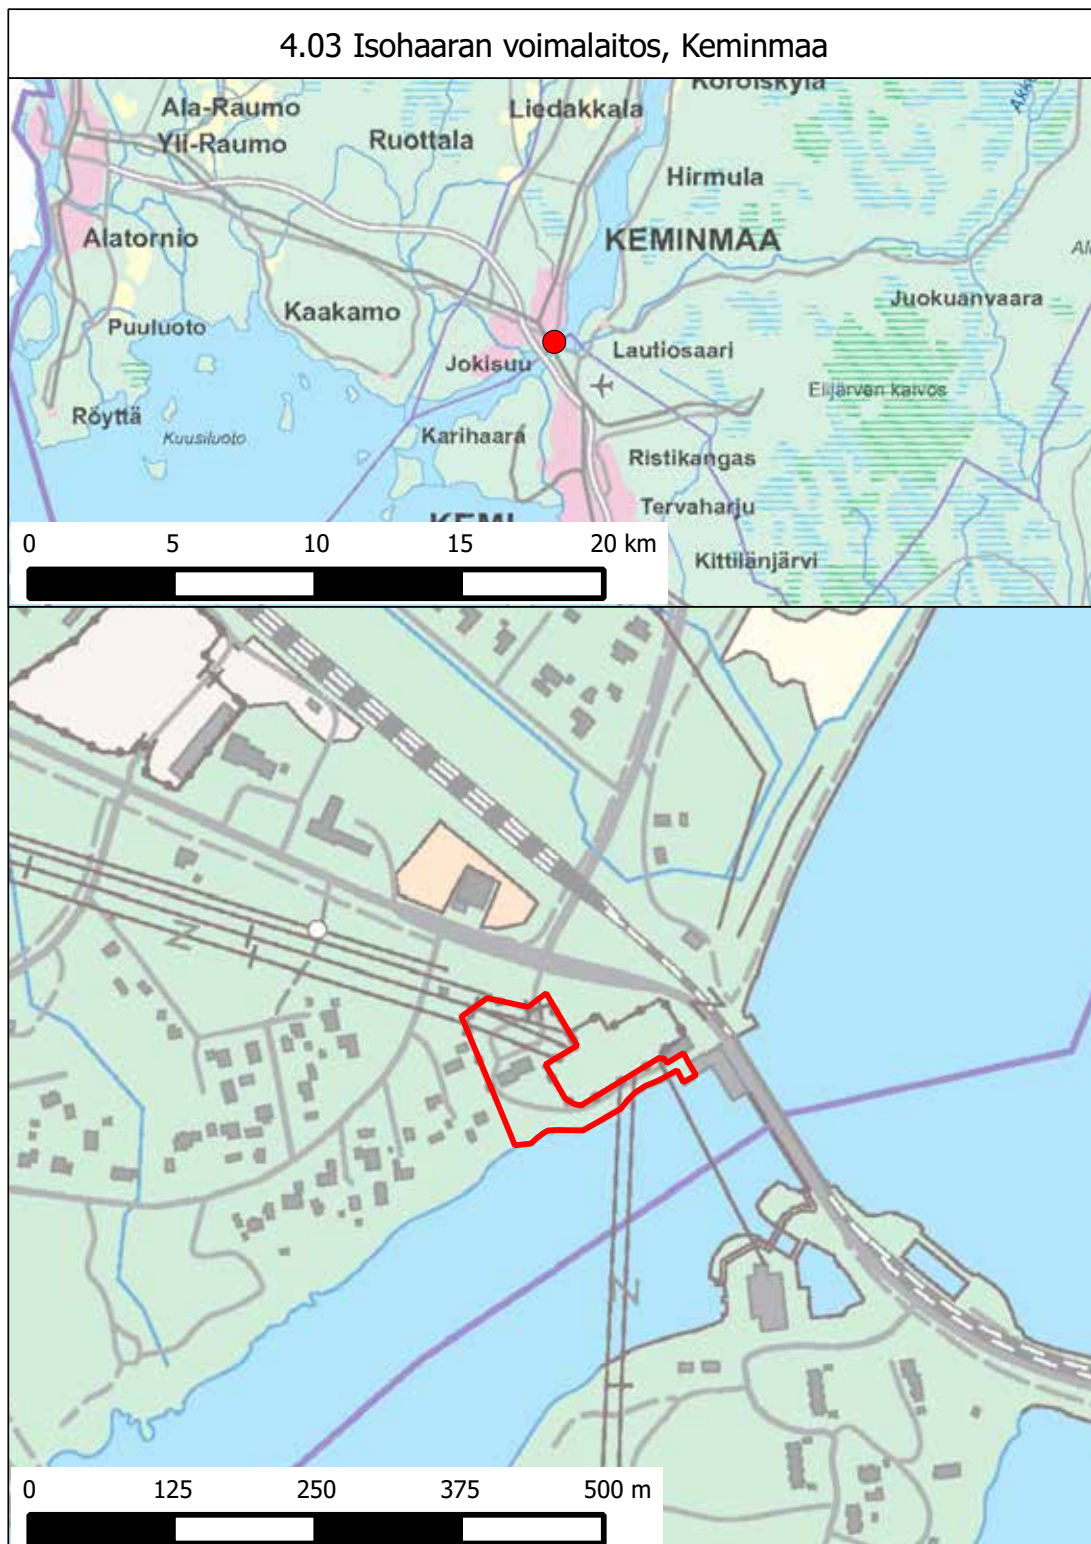 4.03 Isohaaran voimalaitos, Keminmaa
Ala-Raumo
Yli-Raumo
Ruottala
Liedakkala
Hirmula
Alatornio
KEMINMAA
Kaakamo
Puuluoto
Juokuanvaara
Jokisuu
Lautiosaari
Elijärven kaivos
Röyttä
Kuusiluoto
Karihaara
Ristikangas
Tervaharju
KEMI
Kittilänjärvi
0 5 10 15 20 km
0 125 250 375 500 m